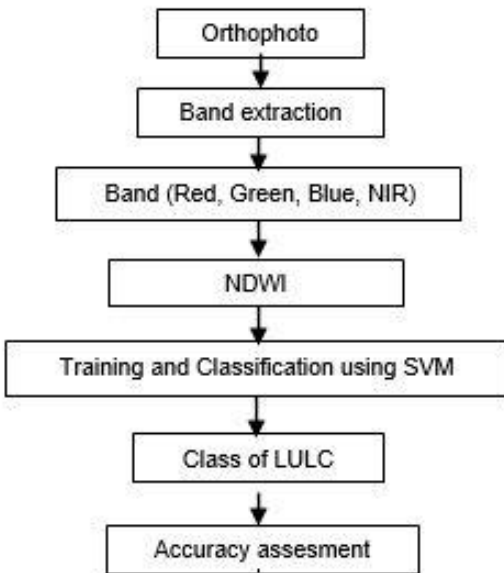 Orthophoto
Band extraction
Band (Red, Green, Blue, NIR)
NDWI
Training and Classification using SVM
Class of LULC
Accuracy assesment